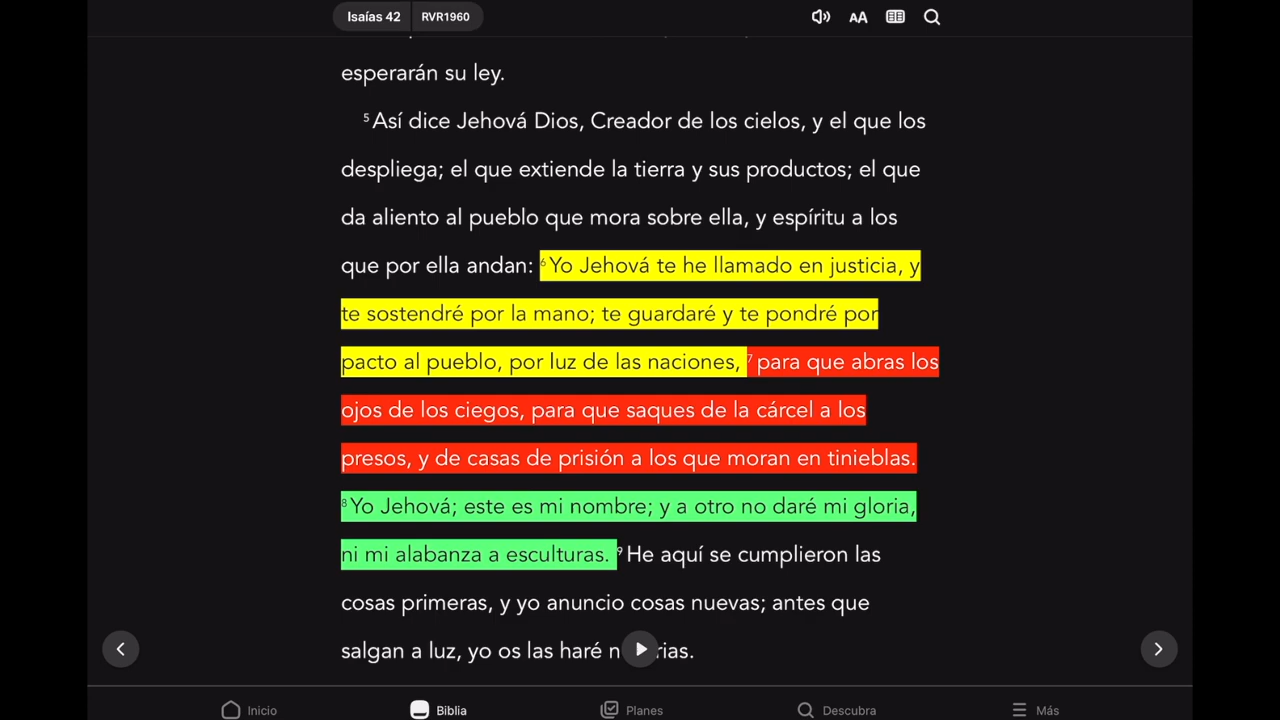 Isaías 42 RVR1960 AA
esperarán su ley.
5 Así dice Jehová Dios, Creador de los cielos, y el que los
despliega; el que extiende la tierra y sus productos; el que
da aliento al pueblo que mora sobre ella, y espíritu a los
que por ella andan: 6 Yo Jehová te he llamado en justicia, y
te sostendré por la mano; te guardaré y te pondré por
pacto al pueblo, por luz de las naciones, 7 para que abras los
ojos de los ciegos, para que saques de la cárcel a los
presos, y de casas de prisión a los que moran en tinieblas.
8 Yo Jehová; este es mi nombre; y a otro no daré mi gloria,
ni mi alabanza a esculturas. 9 He aquí se cumplieron las
cosas primeras, y yo anuncio cosas nuevas; antes que
salgan a luz, yo os las haré
Inicio Biblia Planes Descubra Más